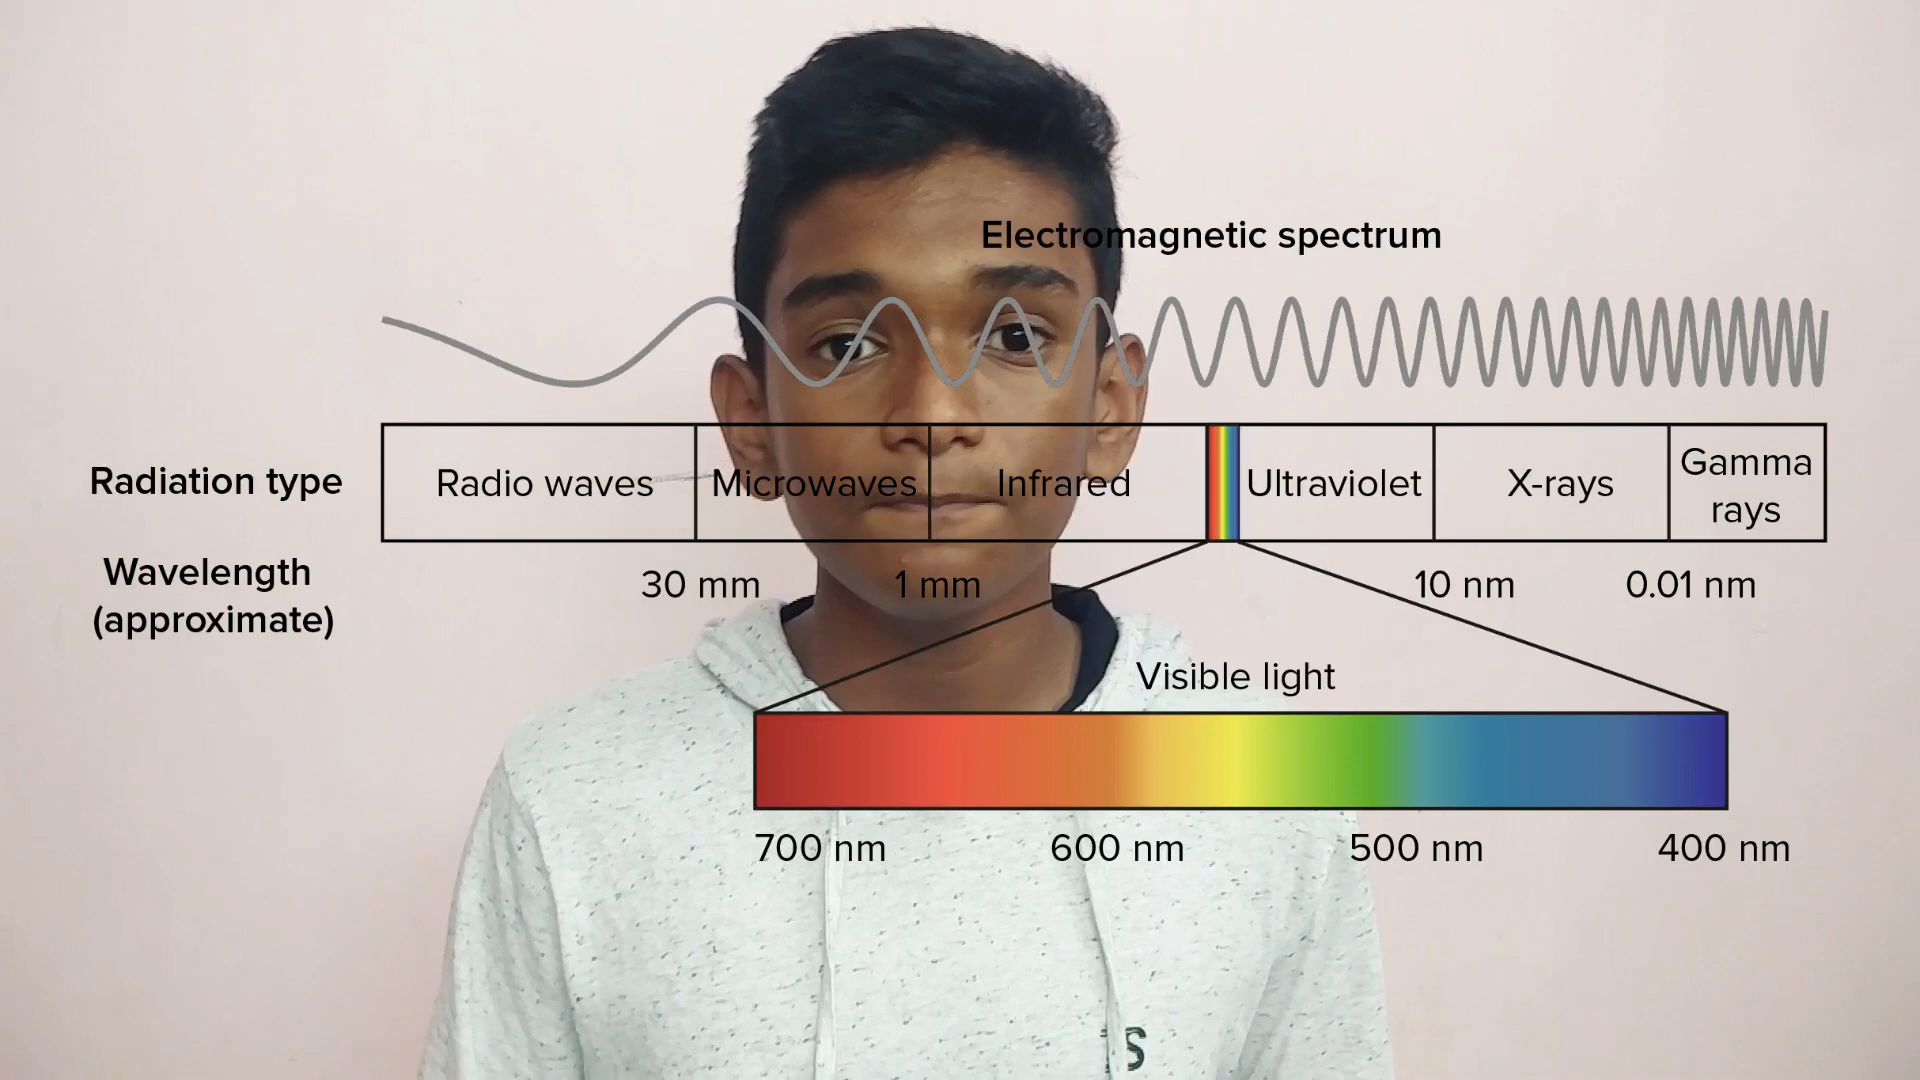 Electromagnetic spectrum
Radiation type
Radio waves
Microwaves
Infrared
Ultraviolet
X-rays
Gamma
rays
Wavelength
(approximate)
30 mm
1 mm
10 nm
0.01 nm
Visible light
700 nm
600 nm
500 nm
400 nm